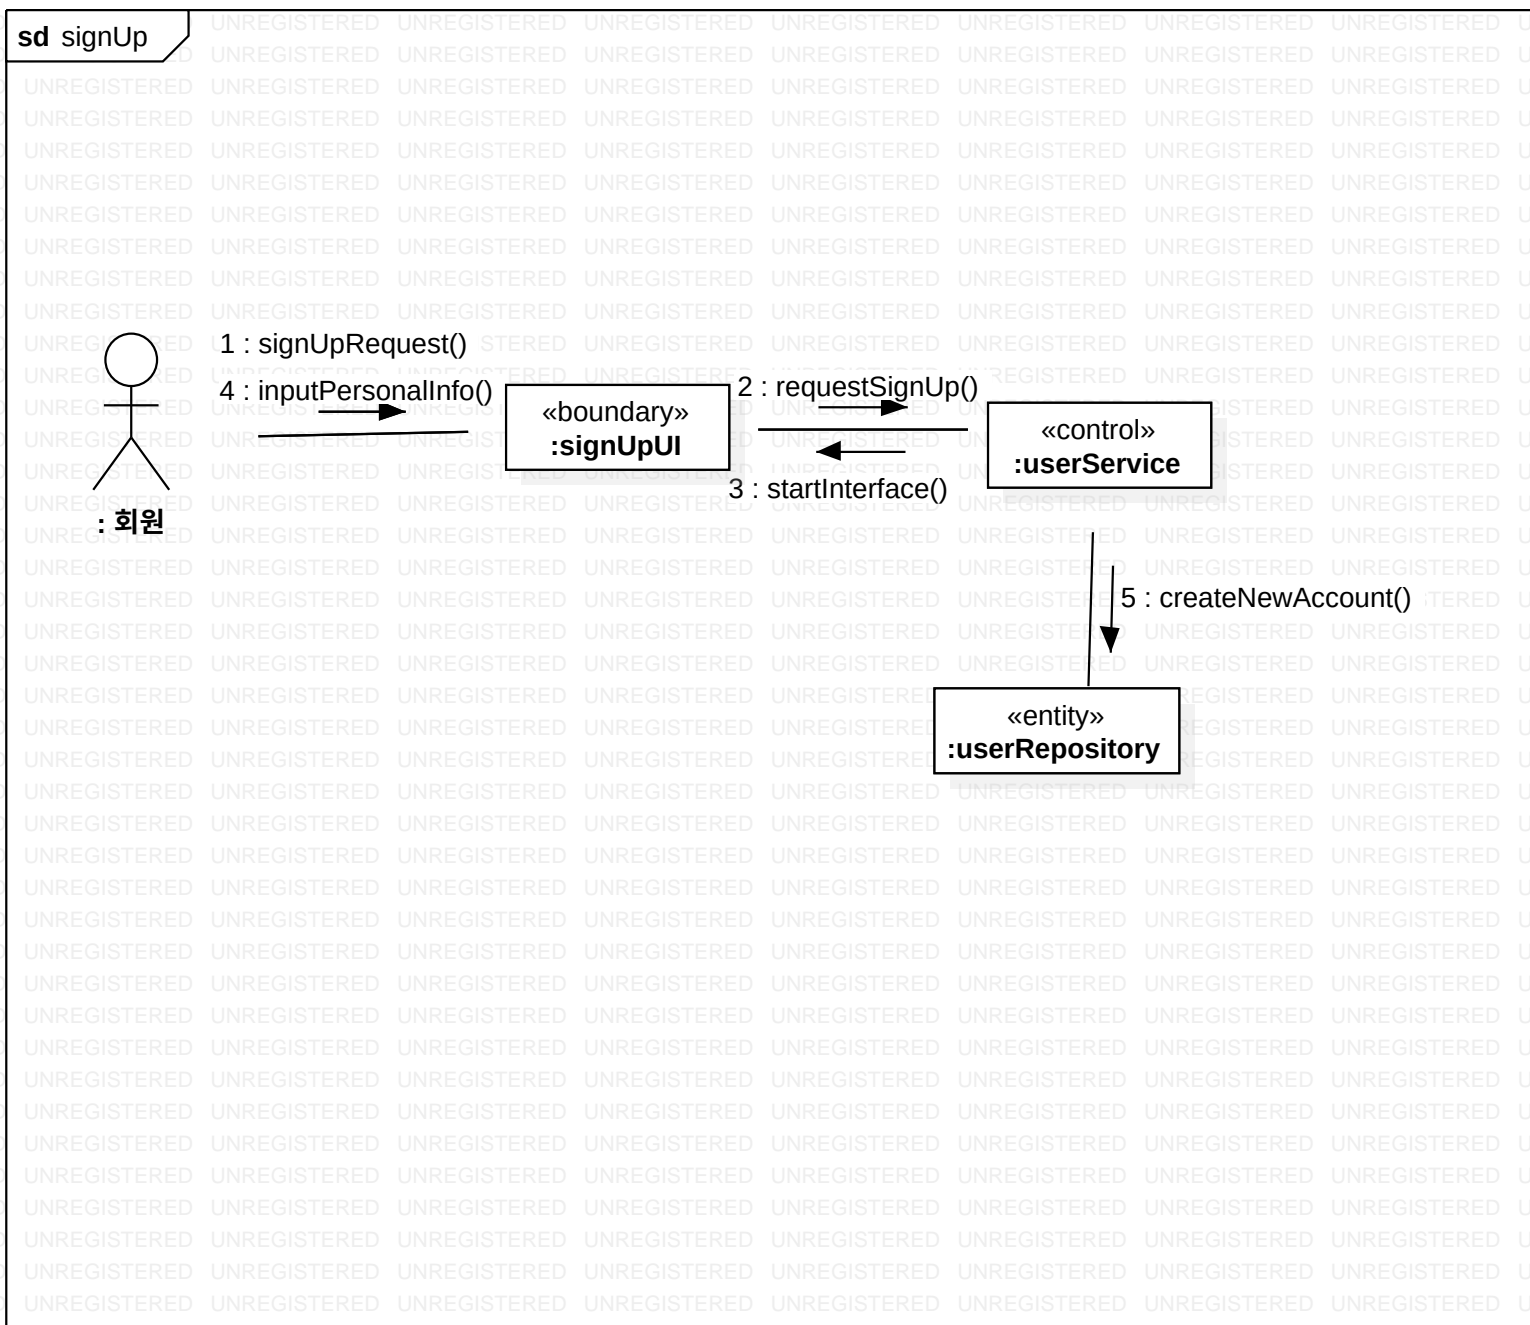 sd signUp
1 : signUpRequest()
4 : inputPersonalInfo()
: 회원
«boundary»
:signUpUI
2 : requestSignUp()
3 : startInterface()
«control»
:userService
5 : createNewAccount()
«entity»
:userRepository
UNREGISTERED